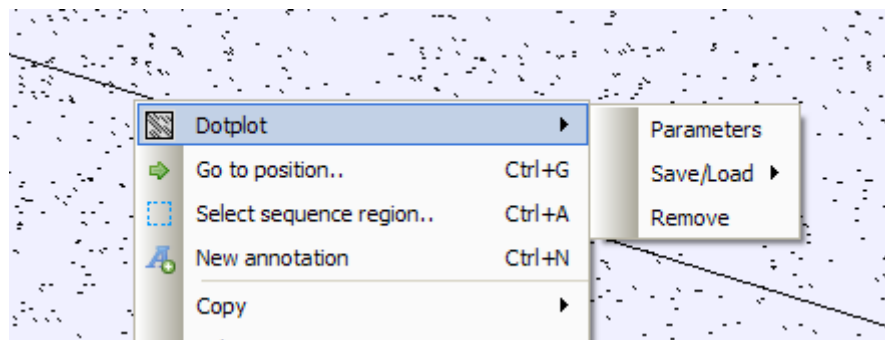 Dotplot
Parameters
Go to position.. Ctrl+G
Save/Load
Select sequence region.. Ctrl+A
Remove
New annotation Ctrl+N
Copy